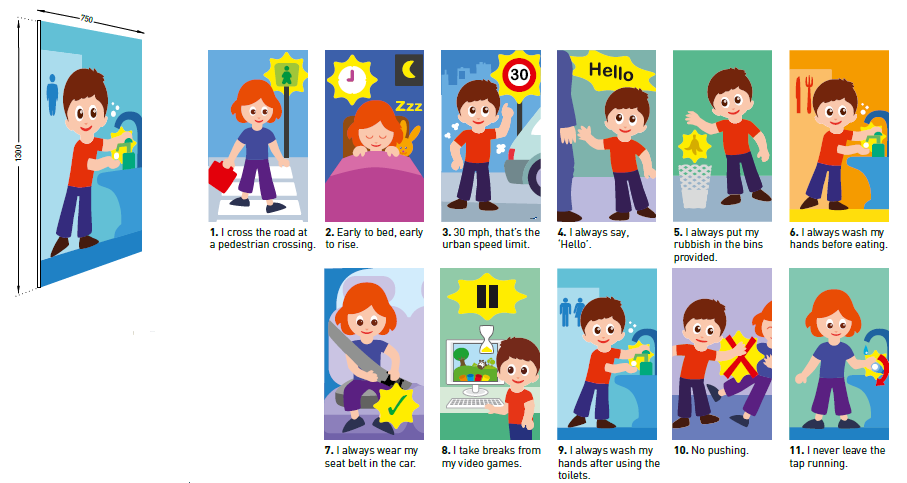 750
1300
Zzz
30
Hello
1. I cross the road at
a pedestrian crossing.
2. Early to bed, early
to rise.
3. 30 mph, that's the
urban speed limit.
4. I always say,
'Hello'.
5. I always put my
rubbish in the bins
provided.
6. I always wash my
hands before eating.
7. I always wear my
seat belt in the car.
8. I take breaks from
my video games.
9. I always wash my
hands after using the
toilets.
10. No pushing.
11. I never leave the
tap running.